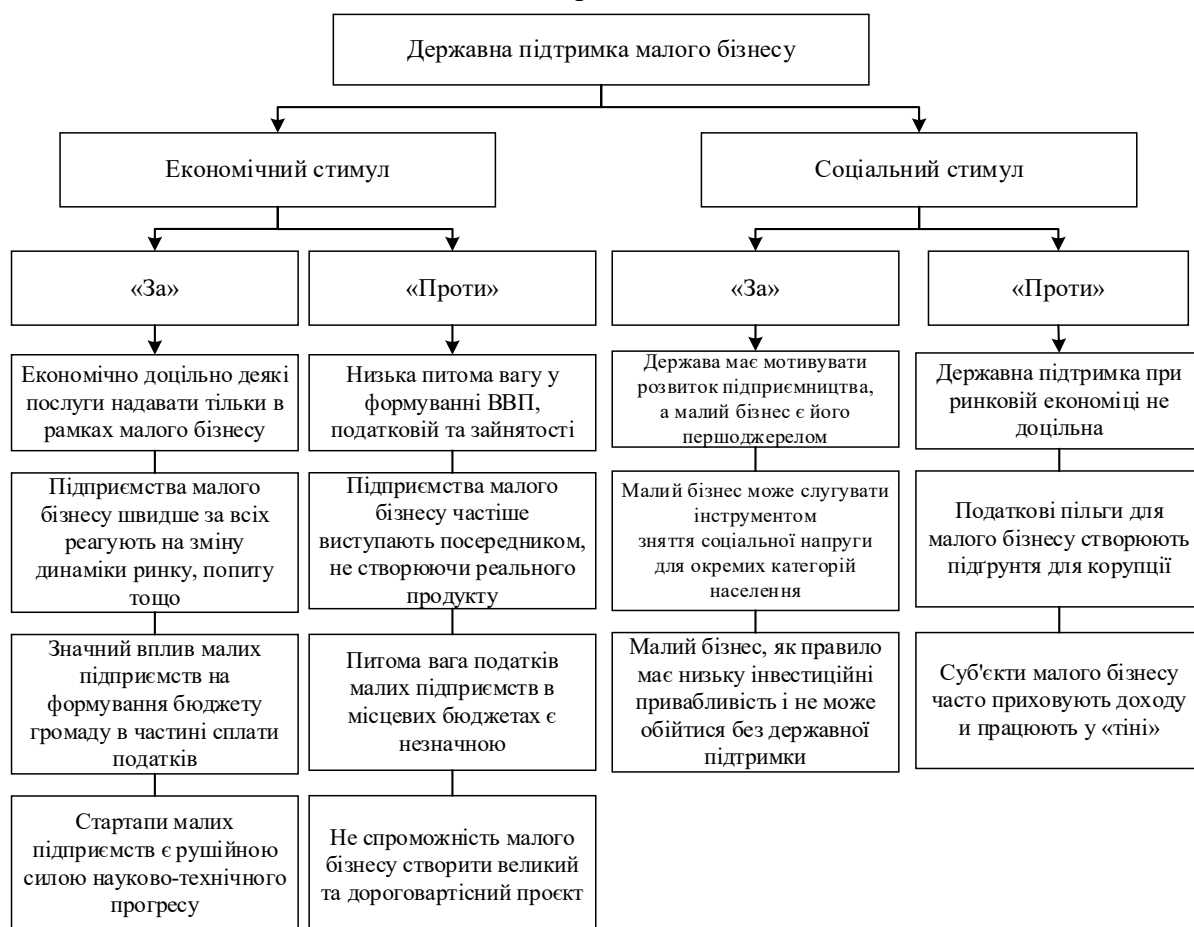 Державна підтримка малого бізнесу
Економічний стимул
Соціальний стимул
«За»
«Проти»
«За»
«Проти»
Економічно доцільно деякі
послуги надавати тільки в
рамках малого бізнесу
Низька питома вагу у
формуванні ВВП,
податковій та зайнятості
Держава має мотивувати
розвиток підприємництва,
а малий бізнес є його
першоджерелом
Державна підтримка при
ринковій економіці не
доцільна
Підприємства малого
бізнесу швидше за всіх
реагують на зміну
динаміки ринку, попиту
тощо
Підприємства малого
бізнесу частіше
виступають посередником,
не створюючи реального
продукту
Малий бізнес може слугувати
інструментом
зняття соціальної напруги
для окремих категорій
населення
Податкові пільги для
малого бізнесу створюють
підґрунтя для корупції
Значний вплив малих
підприємств на
формування бюджету
громаду в частині сплати
податків
Питома вага податків
малих підприємств в
місцевих бюджетах є
незначною
Малий бізнес, як правило
має низьку інвестиційні
привабливість і не може
обійтися без державної
підтримки
Суб'єкти малого бізнесу
часто приховують доходу
и працюють у «тіні»
Стартапи малих
підприємств є рушійною
силою науково-технічного
прогресу
Не спроможність малого
бізнесу створити великий
та дороговартісний проєкт